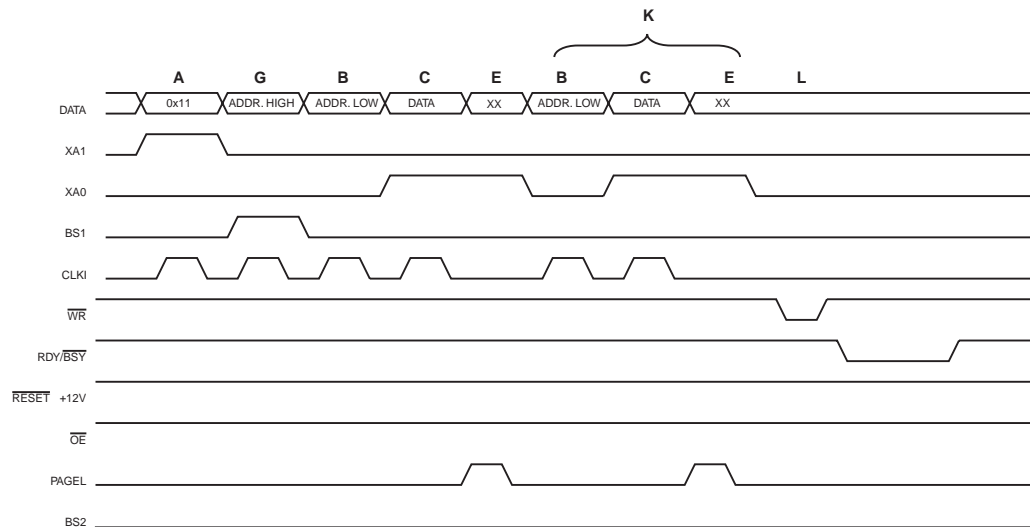 K
A G B C E B C E L
DATA 0x11 ADDR. HIGH ADDR. LOW DATA XX ADDR. LOW DATA XX
XA1
XA0
BS1
CLKI
WR
RDY/BSY
RESET +12V
OE
PAGEL
BS2